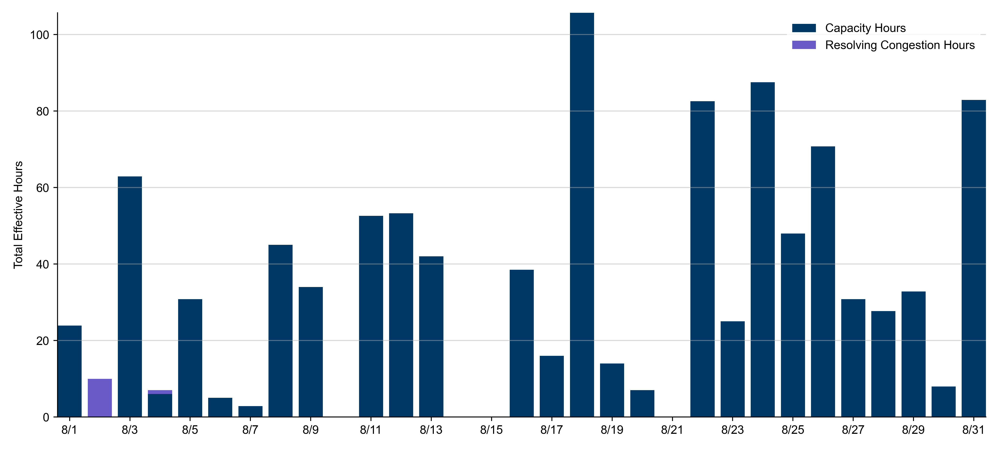 Total Effective Hours
100
80
60
40
20
0
Capacity Hours
Resolving Congestion Hours
8/1 8/3 8/5 8/7 8/9 8/11 8/13 8/15 8/17 8/19 8/21 8/23 8/25 8/27 8/29 8/31